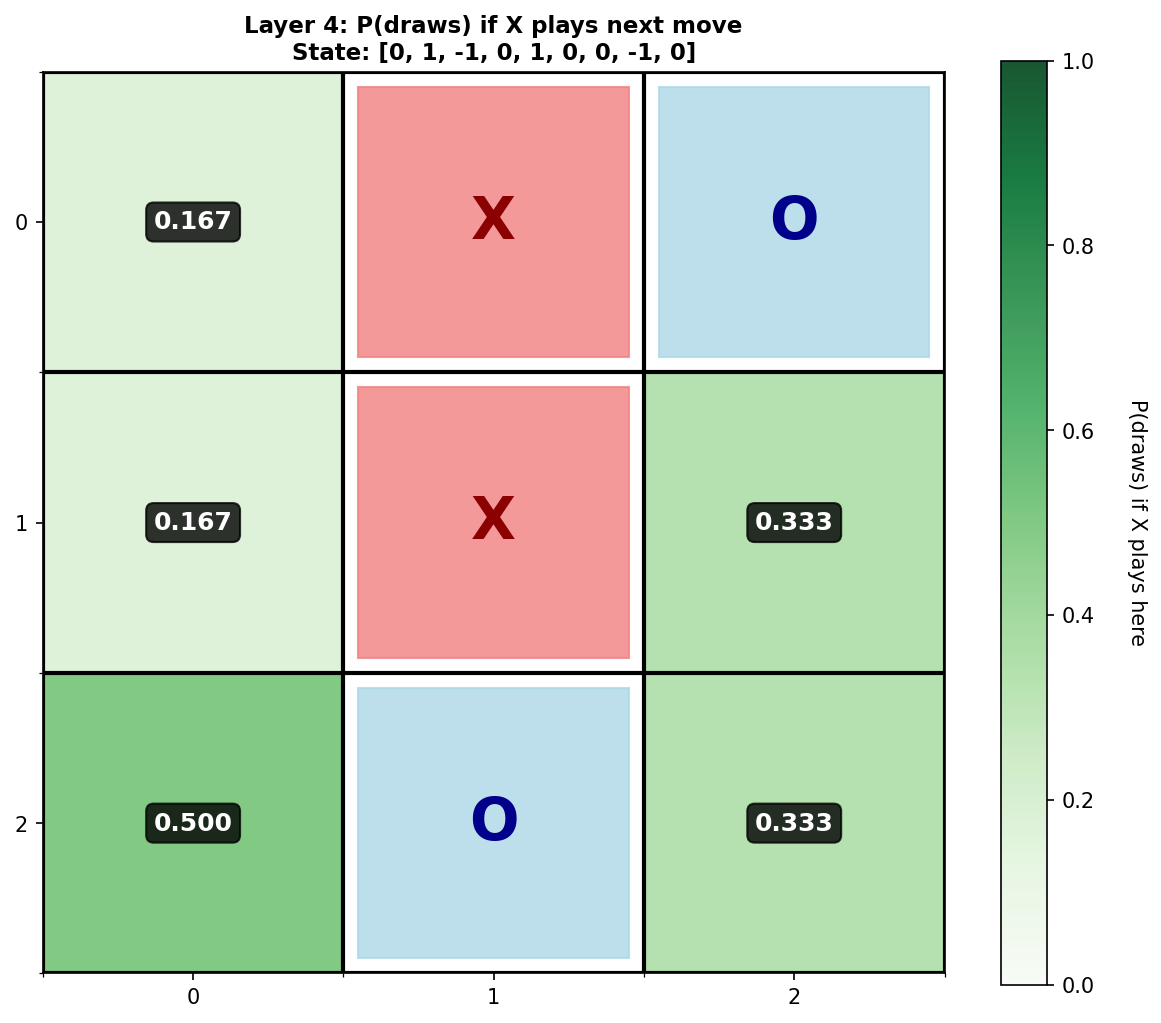 Layer 4: P(draws) if X plays next move
State: [0, 1, -1, 0, 1, 0, 0, -1, 0]
0
0.167
X
O
1
0.167
X
0.333
2
0.500
O
0.333
0
1
2
1.0
0.8
0.6
0.4
0.2
0.0
P(draws) if X plays here